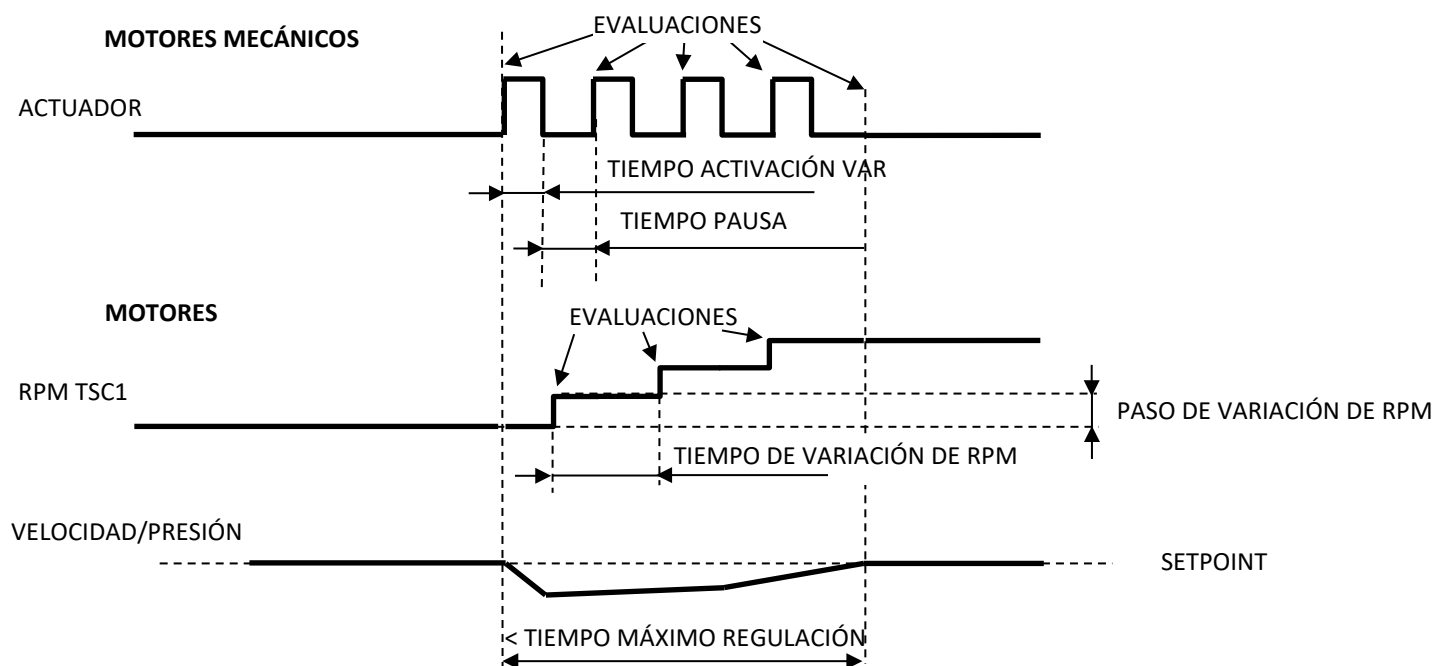 EVALUACIONES
MOTORES MECÁNICOS
ACTUADOR
TIEMPO ACTIVACIÓN VAR
TIEMPO PAUSA
MOTORES
EVALUACIONES
RPM TSC1
PASO DE VARIACIÓN DE RPM
TIEMPO DE VARIACIÓN DE RPM
VELOCIDAD/PRESIÓN
SETPOINT
< TIEMPO MÁXIMO REGULACIÓN